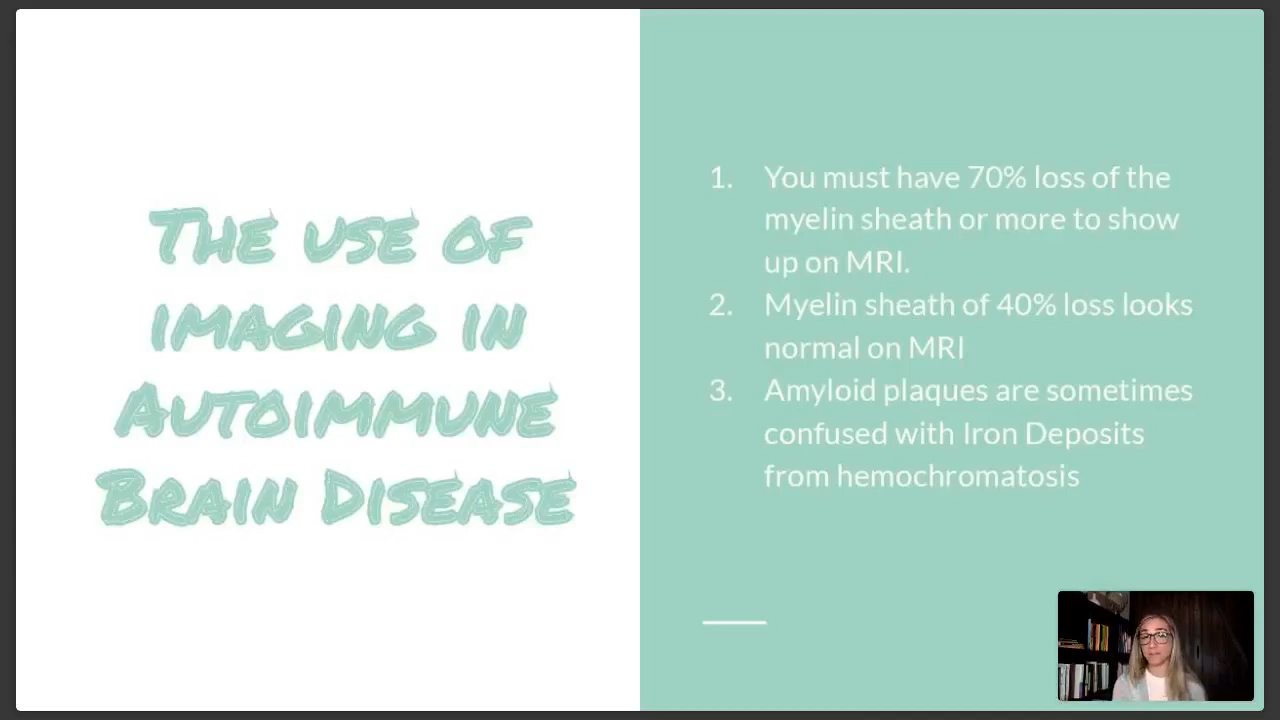 The use of
imaging in
Autoimmune
Brain Disease
1. You must have 70% loss of the
myelin sheath or more to show
up on MRI.
2. Myelin sheath of 40% loss looks
normal on MRI
3. Amyloid plaques are sometimes
confused with Iron Deposits
from hemochromatosis